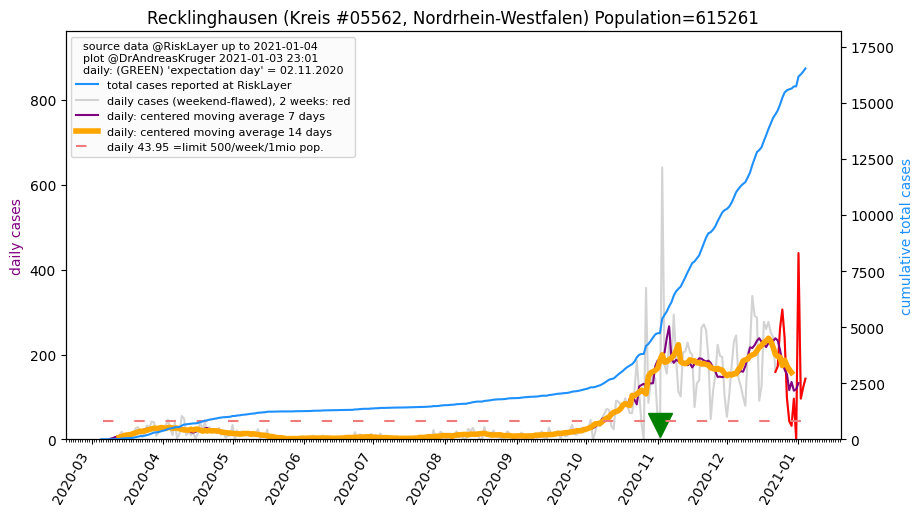 Recklinghausen (Kreis #05562, Nordrhein-Westfalen) Population=615261
source data @RiskLayer up to 2021-01-04
plot @DrAndreasKruger 2021-01-03 23:01
daily: (GREEN) 'expectation day' = 02.11.2020
total cases reported at RiskLayer
daily cases (weekend-flawed), 2 weeks: red
daily: centered moving average 7 days
daily: centered moving average 14 days
daily 43.95 =limit 500/week/1mio pop.
daily cases
800
600
400
200
0
17500
15000
12500
10000
7500
5000
2500
0
cumulative total cases
2020-03
2020-04
2020-05
2020-06
2020-07
2020-08
2020-09
2020-10
2020-11
2020-12
2021-01